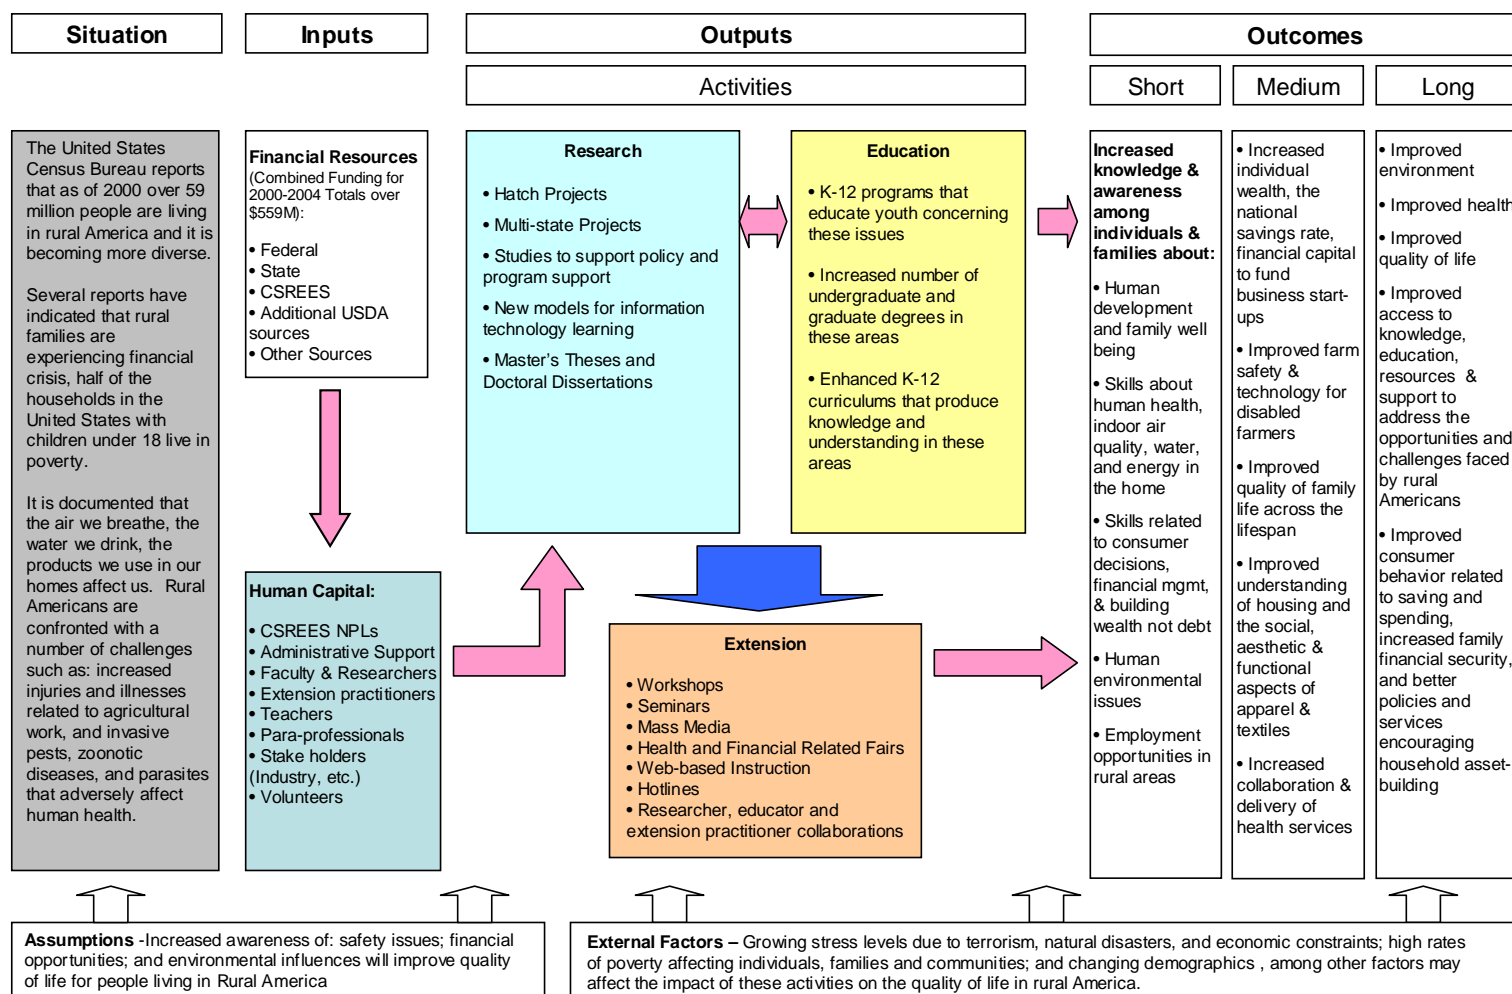 Situation
Inputs
Outputs
Outcomes
Activities
Short
Medium
Long
The United States
Census Bureau reports
that as of 2000 over 59
million people are living
in rural America and it is
becoming more diverse.
Several reports have
indicated that rural
families are
experiencing financial
crisis, half of the
households in the
United States with
children under 18 live in
poverty.
It is documented that
the air we breathe, the
water we drink, the
products we use in our
homes affect us. Rural
Americans are
confronted with a
number of challenges
such as: increased
injuries and illnesses
related to agricultural
work, and invasive
pests, zoonotic
diseases, and parasites
that adversely affect
human health.
Financial Resources
(Combined Funding for
2000-2004 Totals over
$559M):
• Federal
• State
• CSREES
• Additional USDA
sources
• Other Sources
Human Capital:
• CSREES NPLs
• Administrative Support
• Faculty & Researchers
• Extension practitioners
• Teachers
• Para-professionals
• Stake holders
(Industry, etc.)
• Volunteers
Research
• Hatch Projects
• Multi-state Projects
• Studies to support policy and
program support
• New models for information
technology learning
• Master's Theses and
Doctoral Dissertations
Education
• K-12 programs that
educate youth concerning
these issues
• Increased number of
undergraduate and
graduate degrees in
these areas
• Enhanced K-12
curriculums that produce
knowledge and
understanding in these
areas
Extension
• Workshops
• Seminars
• Mass Media
• Health and Financial Related Fairs
• Web-based Instruction
• Hotlines
• Researcher, educator and
extension practitioner collaborations
Increased
knowledge &
awareness
among
individuals &
families about:
• Human
development
and family well
being
• Skills about
human health,
indoor air
quality, water,
and energy in
the home
• Skills related
to consumer
decisions,
financial mgmt,
& building
wealth not debt
• Human
environmental
issues
• Employment
opportunities in
rural areas
• Increased
individual
wealth, the
national
savings rate,
financial capital
to fund
business start-
ups
• Improved farm
safety &
technology for
disabled
farmers
• Improved
quality of family
life across the
lifespan
• Improved
understanding
of housing and
the social,
aesthetic &
functional
aspects of
apparel &
textiles
• Increased
collaboration &
delivery of
health services
• Improved
environment
• Improved health
• Improved
quality of life
• Improved
access to
knowledge,
education,
resources &
support to
address the
opportunities and
challenges faced
by rural
Americans
• Improved
consumer
behavior related
to saving and
spending,
increased family
financial security,
and better
policies and
services
encouraging
household asset-
building
Assumptions -Increased awareness of: safety issues; financial
opportunities; and environmental influences will improve quality
of life for people living in Rural America
External Factors – Growing stress levels due to terrorism, natural disasters, and economic constraints; high rates
of poverty affecting individuals, families and communities; and changing demographics , among other factors may
affect the impact of these activities on the quality of life in rural America.